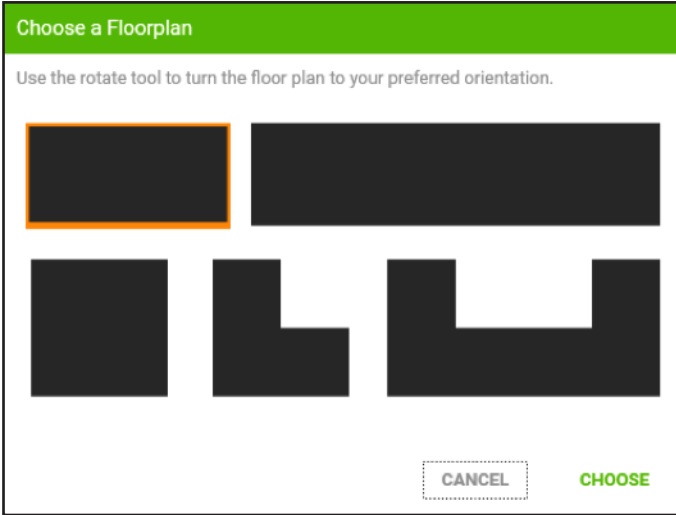 Choose a Floorplan
Use the rotate tool to turn the floor plan to your preferred orientation.
CANCEL CHOOSE